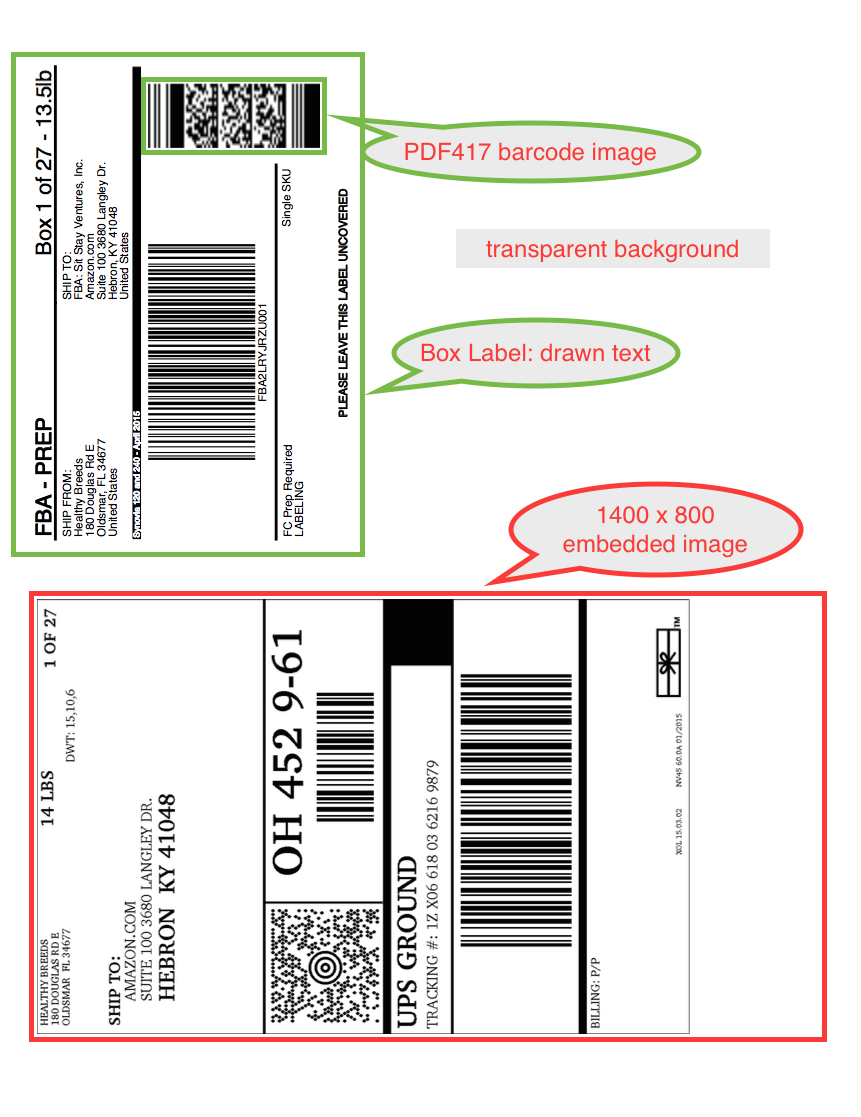 FBA - PREP
Box 1 of 27 - 13.5lb
SHIP FROM:
Healthy Breeds
180 Douglas Rd E
Oldsmar, FL 34677
United States
SHIP TO:
FBA: Sit Stay Ventures, Inc.
Amazon.com
Suite 100 3680 Langley Dr.
Hebron, KY 41048
United States
Synovie 120 and 240 - April 2015
FBA2LRYJRZU001
FC Prep Required
LABELING
Single SKU
PLEASE LEAVE THIS LABEL UNCOVERED
PDF417 barcode image
transparent background
Box Label: drawn text
1400 x 800
embedded image
HEALTHY BREEDS
180 DOUGLAS RD E
OLDSMAR FL 34677
14 LBS
1 OF 27
DWT: 15,10,6
SHIP TO:
AMAZON.COM
SUITE 100 3680 LANGLEY DR.
HEBRON KY 41048
OH 452 9-61
UPS GROUND
TRACKING #: 1Z X06 618 03 6216 9879
BILLING: P/P
XOL 15.03.02
NV45 60.0A 01/2015
TM